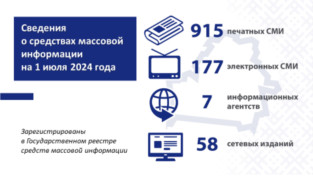 Сведения
о средствах массовой
информации
на 1 июля 2024 года
915 печатных СМИ
177 электронных СМИ
7 информационных
агентств
58 сетевых изданий
Зарегистрированы
в Государственном реестре
средств массовой информации